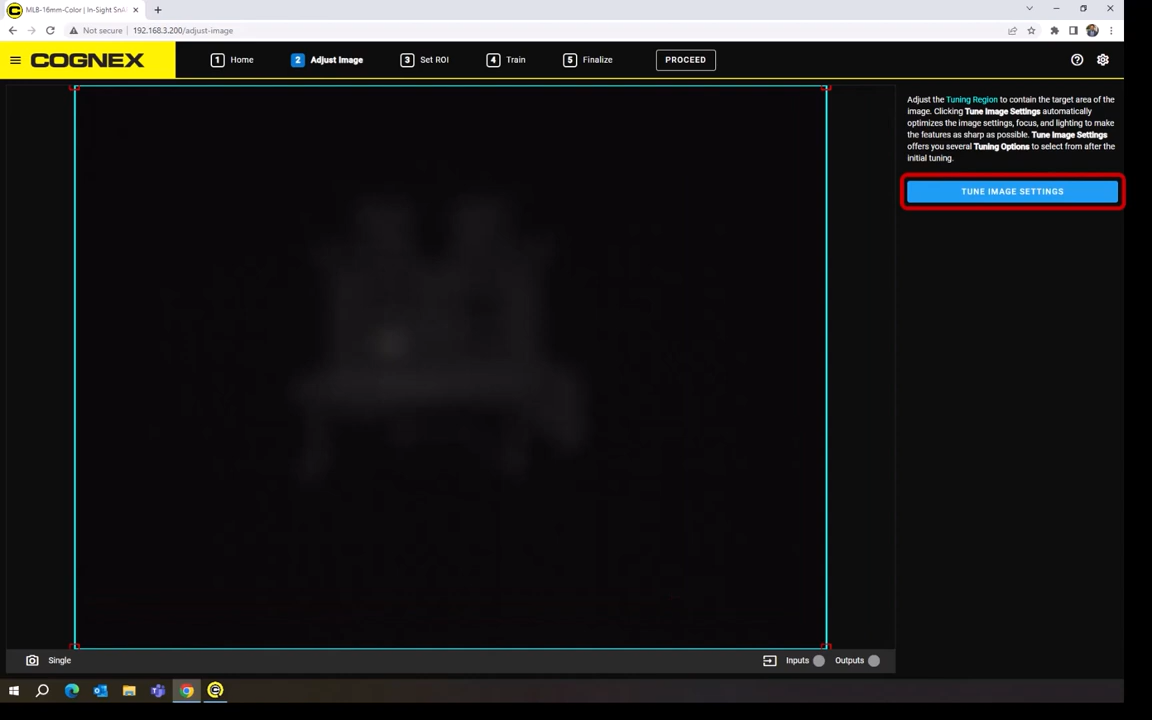 MLB-16mm-Color | In-Sight SnA
Not secure 192.168.3.200/adjust-image
COGNEX 1 Home 2 Adjust Image 3 Set ROI 4 Train 5 Finalize PROCEED
Adjust the Tuning Region to contain the target area of the
image. Clicking Tune Image Settings automatically
optimizes the image settings, focus, and lighting to make
the features as sharp as possible. Tune Image Settings
offers you several Tuning Options to select from after the
initial tuning.
TUNE IMAGE SETTINGS
Single Inputs Outputs